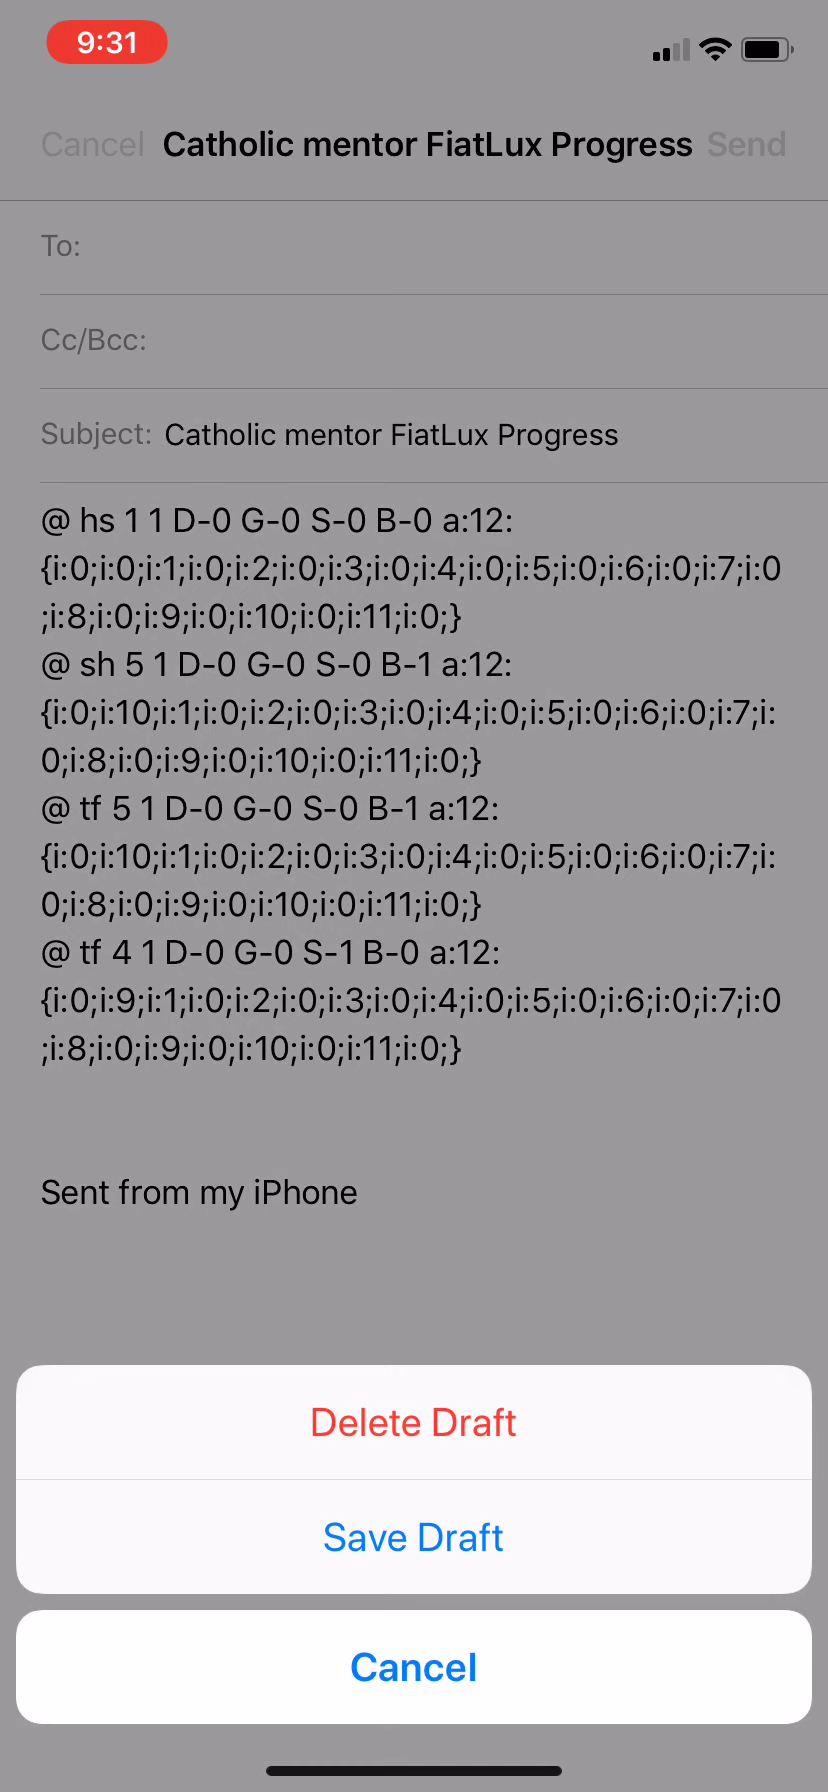 9:31
Cancel Catholic mentor FiatLux Progress Send
To:
Cc/Bcc:
Subject: Catholic mentor FiatLux Progress
@ hs 1 1 D-0 G-0 S-0 B-0 a:12:
{i:0;i:0;i:1;i:0;i:2;i:0;i:3;i:0;i:4;i:0;i:5;i:0;i:6;i:0;i:7;i:0
;i:8;i:0;i:9;i:0;i:10;i:0;i:11;i:0;}
@ sh 5 1 D-0 G-0 S-0 B-1 a:12:
{i:0;i:10;i:1;i:0;i:2;i:0;i:3;i:0;i:4;i:0;i:5;i:0;i:6;i:0;i:7;i:
0;i:8;i:0;i:9;i:0;i:10;i:0;i:11;i:0;}
@ tf 5 1 D-0 G-0 S-0 B-1 a:12:
{i:0;i:10;i:1;i:0;i:2;i:0;i:3;i:0;i:4;i:0;i:5;i:0;i:6;i:0;i:7;i:
0;i:8;i:0;i:9;i:0;i:10;i:0;i:11;i:0;}
@ tf 4 1 D-0 G-0 S-1 B-0 a:12:
{i:0;i:9;i:1;i:0;i:2;i:0;i:3;i:0;i:4;i:0;i:5;i:0;i:6;i:0;i:7;i:0
;i:8;i:0;i:9;i:0;i:10;i:0;i:11;i:0;}
Sent from my iPhone
Delete Draft
Save Draft
Cancel